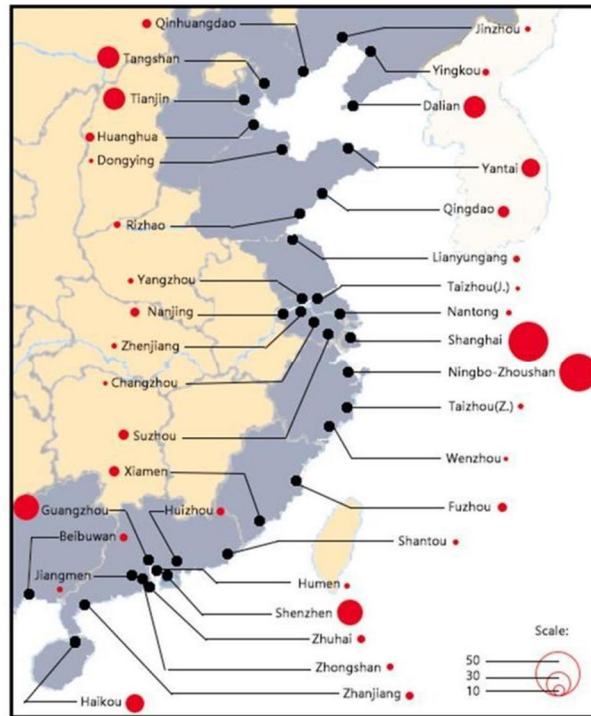 Qinhuangdao
Jinzhou
Tangshan
Yingkou
Tianjin
Dalian
Huanghua
Dongying
Yantai
Qingdao
Rizhao
Lianyungang
Yangzhou
Taizhou(J.)
Nanjing
Nantong
Zhenjiang
Shanghai
Ningbo-Zhoushan
Changzhou
Taizhou(Z.)
Suzhou
Wenzhou
Xiamen
Guangzhou
Huizhou
Fuzhou
Beibuwan
Shantou
Jiangmen
Humen
Shenzhen
Scale:
Zhuhai
50
Zhongshan
30
10
Zhanjiang
Haikou